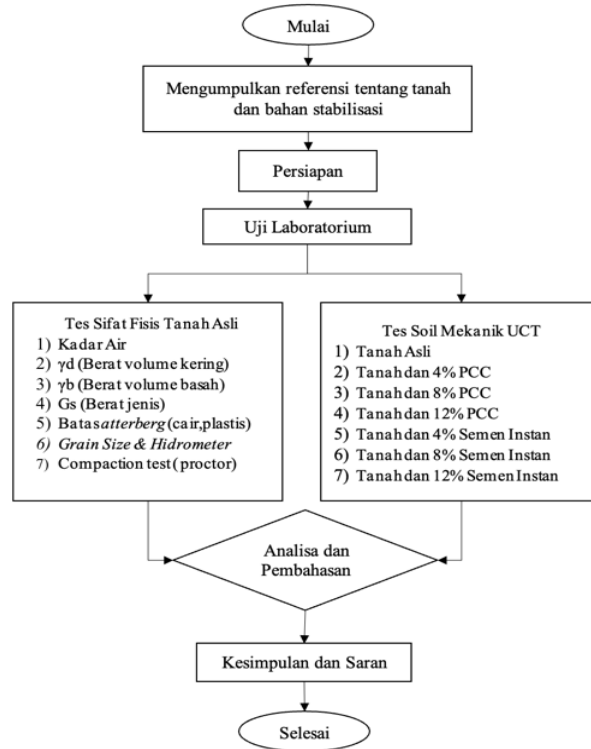 Mulai
Mengumpulkan referensi tentang tanah
dan bahan stabilisasi
Persiapan
Uji Laboratorium
Tes Sifat Fisis Tanah Asli
1) Kadar Air
2) γd (Berat volume kering)
3) γb (Berat volume basah)
4) Gs (Berat jenis)
5) Batas atterberg (cair,plastis)
6) Grain Size & Hidrometer
7) Compaction test (proctor)
Tes Soil Mekanik UCT
1) Tanah Asli
2) Tanah dan 4% PCC
3) Tanah dan 8% PCC
4) Tanah dan 12% PCC
5) Tanah dan 4% Semen Instan
6) Tanah dan 8% Semen Instan
7) Tanah dan 12% Semen Instan
Analisa dan
Pembahasan
Kesimpulan dan Saran
Selesai